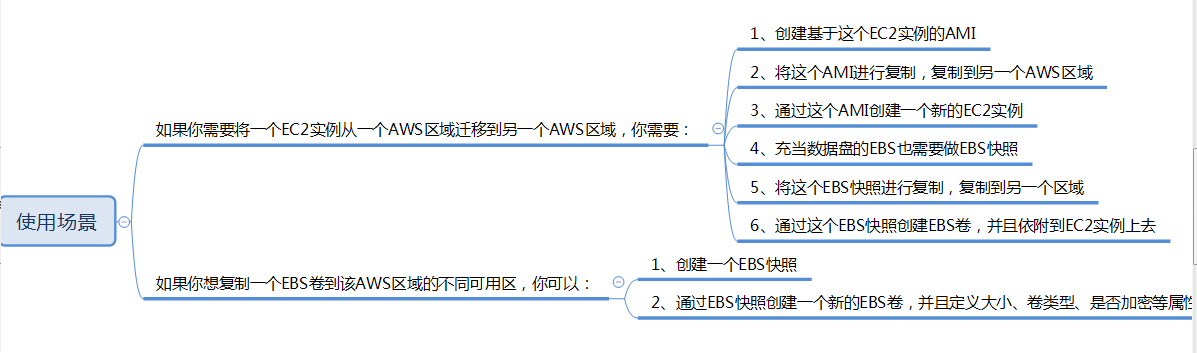 使用场景
如果你需要将一个EC2实例从一个AWS区域迁移到另一个AWS区域，你需要：
1、创建基于这个EC2实例的AMI
2、将这个AMI进行复制，复制到另一个AWS区域
3、通过这个AMI创建一个新的EC2实例
4、充当数据盘的EBS也需要做EBS快照
5、将这个EBS快照进行复制，复制到另一个区域
6、通过这个EBS快照创建EBS卷，并且依附到EC2实例上去
如果你想复制一个EBS卷到该AWS区域的不同可用区，你可以：
1、创建一个EBS快照
2、通过EBS快照创建一个新的EBS卷，并且定义大小、卷类型、是否加密等属性